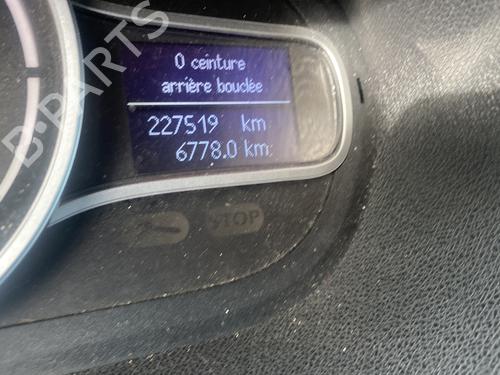 0 ceinture
arrière bouclée
227519 km
6778.0 km
STOP
B-PARTS